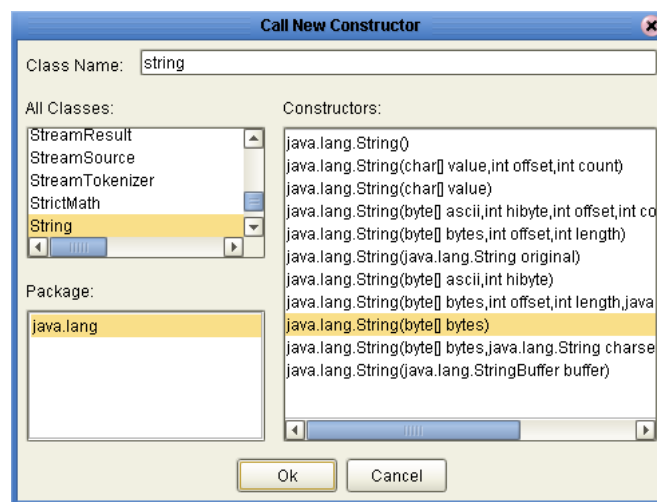 Call New Constructor
Class Name: string
All Classes:
StreamResult
StreamSource
StreamTokenizer
StrictMath
String
Package:
java.lang
Constructors:
java.lang.String()
java.lang.String(char[] value,int offset,int count)
java.lang.String(char[] value)
java.lang.String(byte[] ascii,int hibyte,int offset,int co
java.lang.String(byte[] bytes,int offset,int length)
java.lang.String(java.lang.String original)
java.lang.String(byte[] ascii,int hibyte)
java.lang.String(byte[] bytes,int offset,int length,java
java.lang.String(byte[] bytes)
java.lang.String(byte[] bytes,java.lang.String charse
java.lang.String(java.lang.StringBuffer buffer)
Ok
Cancel